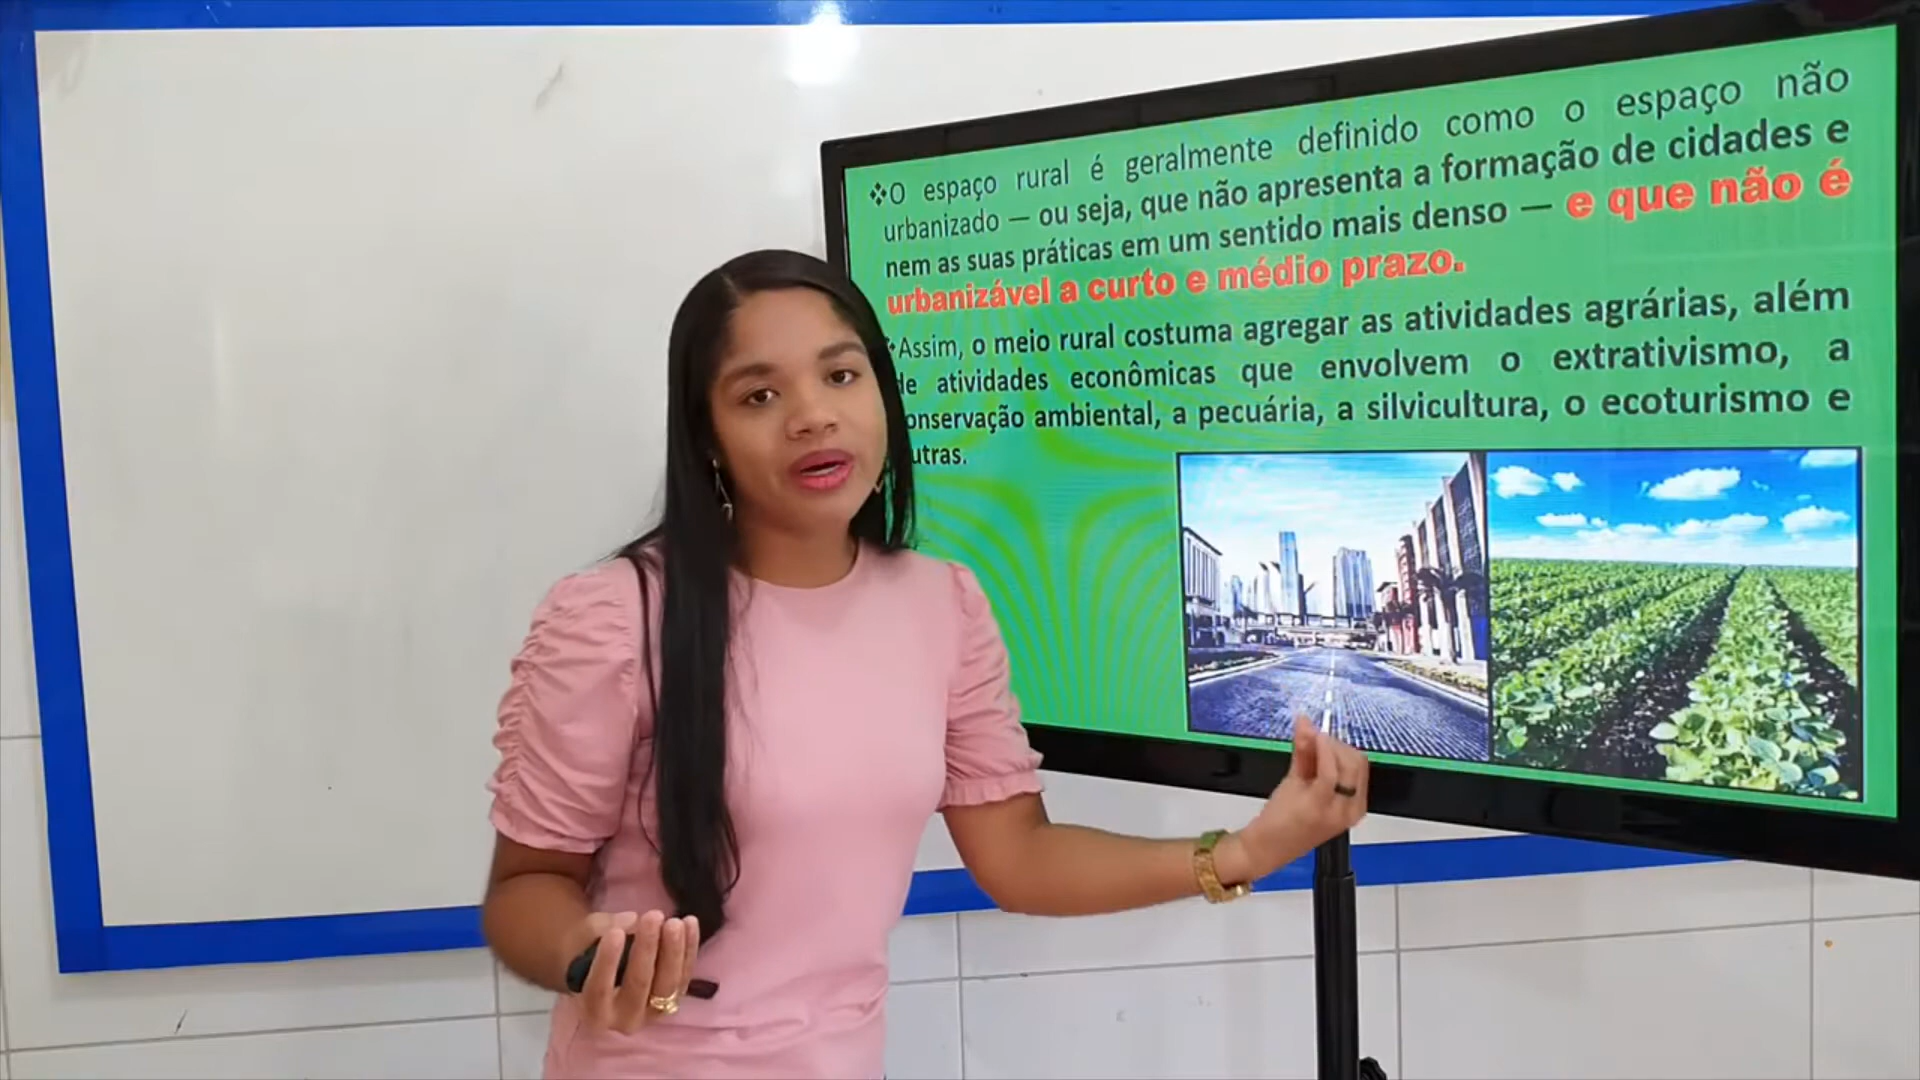 ❖O espaço rural é geralmente definido como o espaço não
urbanizado — ou seja, que não apresenta a formação de cidades e
nem as suas práticas em um sentido mais denso — e que não é
urbanizável a curto e médio prazo.
Assim, o meio rural costuma agregar as atividades agrárias, além
de atividades econômicas que envolvem o extrativismo, a
onservação ambiental, a pecuária, a silvicultura, o ecoturismo e
utras.